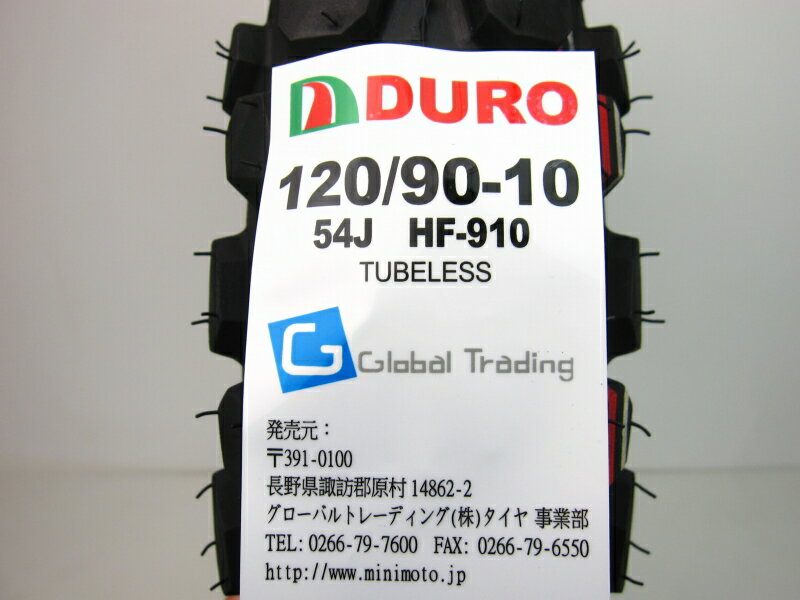 DURO
120/90-10
54J HF-910
TUBELESS
G Global Trading
発売元：
〒391-0100
長野県諏訪郡原村 14862-2
グローバルトレーディング(株)タイヤ 事業部
TEL: 0266-79-7600 FAX: 0266-79-6550
http://www.minimoto.jp